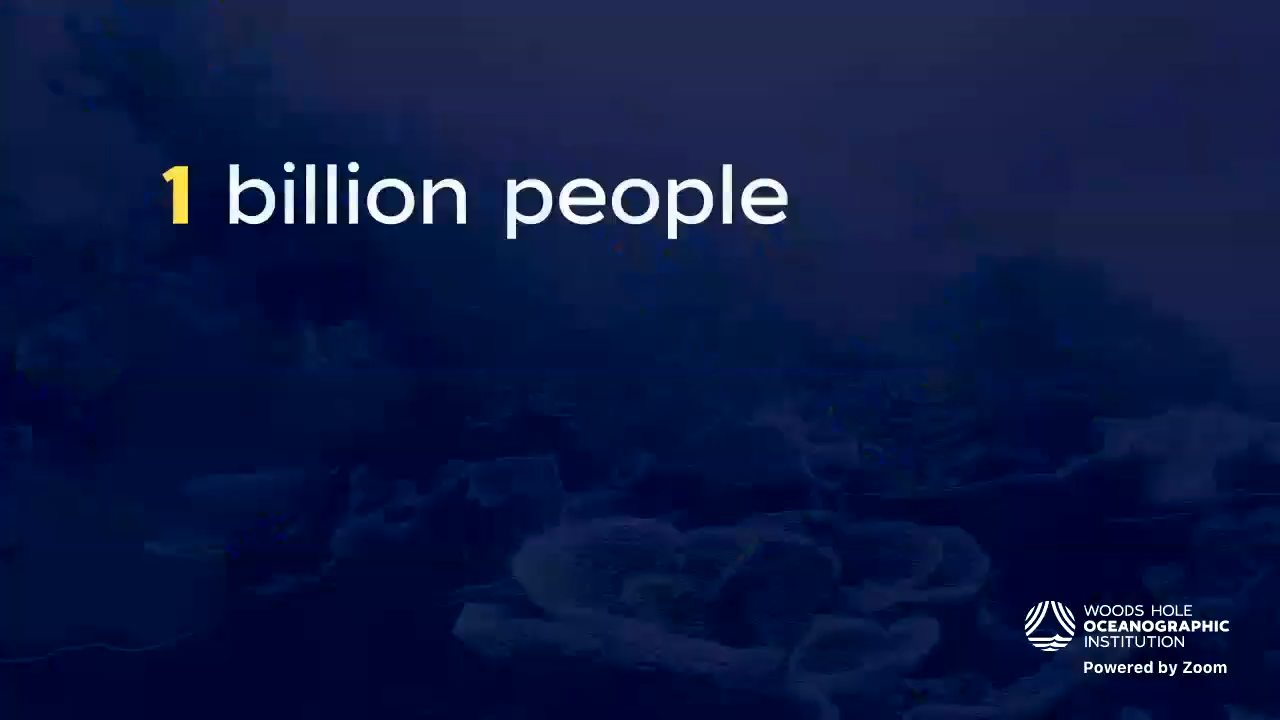 1 billion people
WOODS HOLE
OCEANOGRAPHIC
INSTITUTION
Powered by Zoom